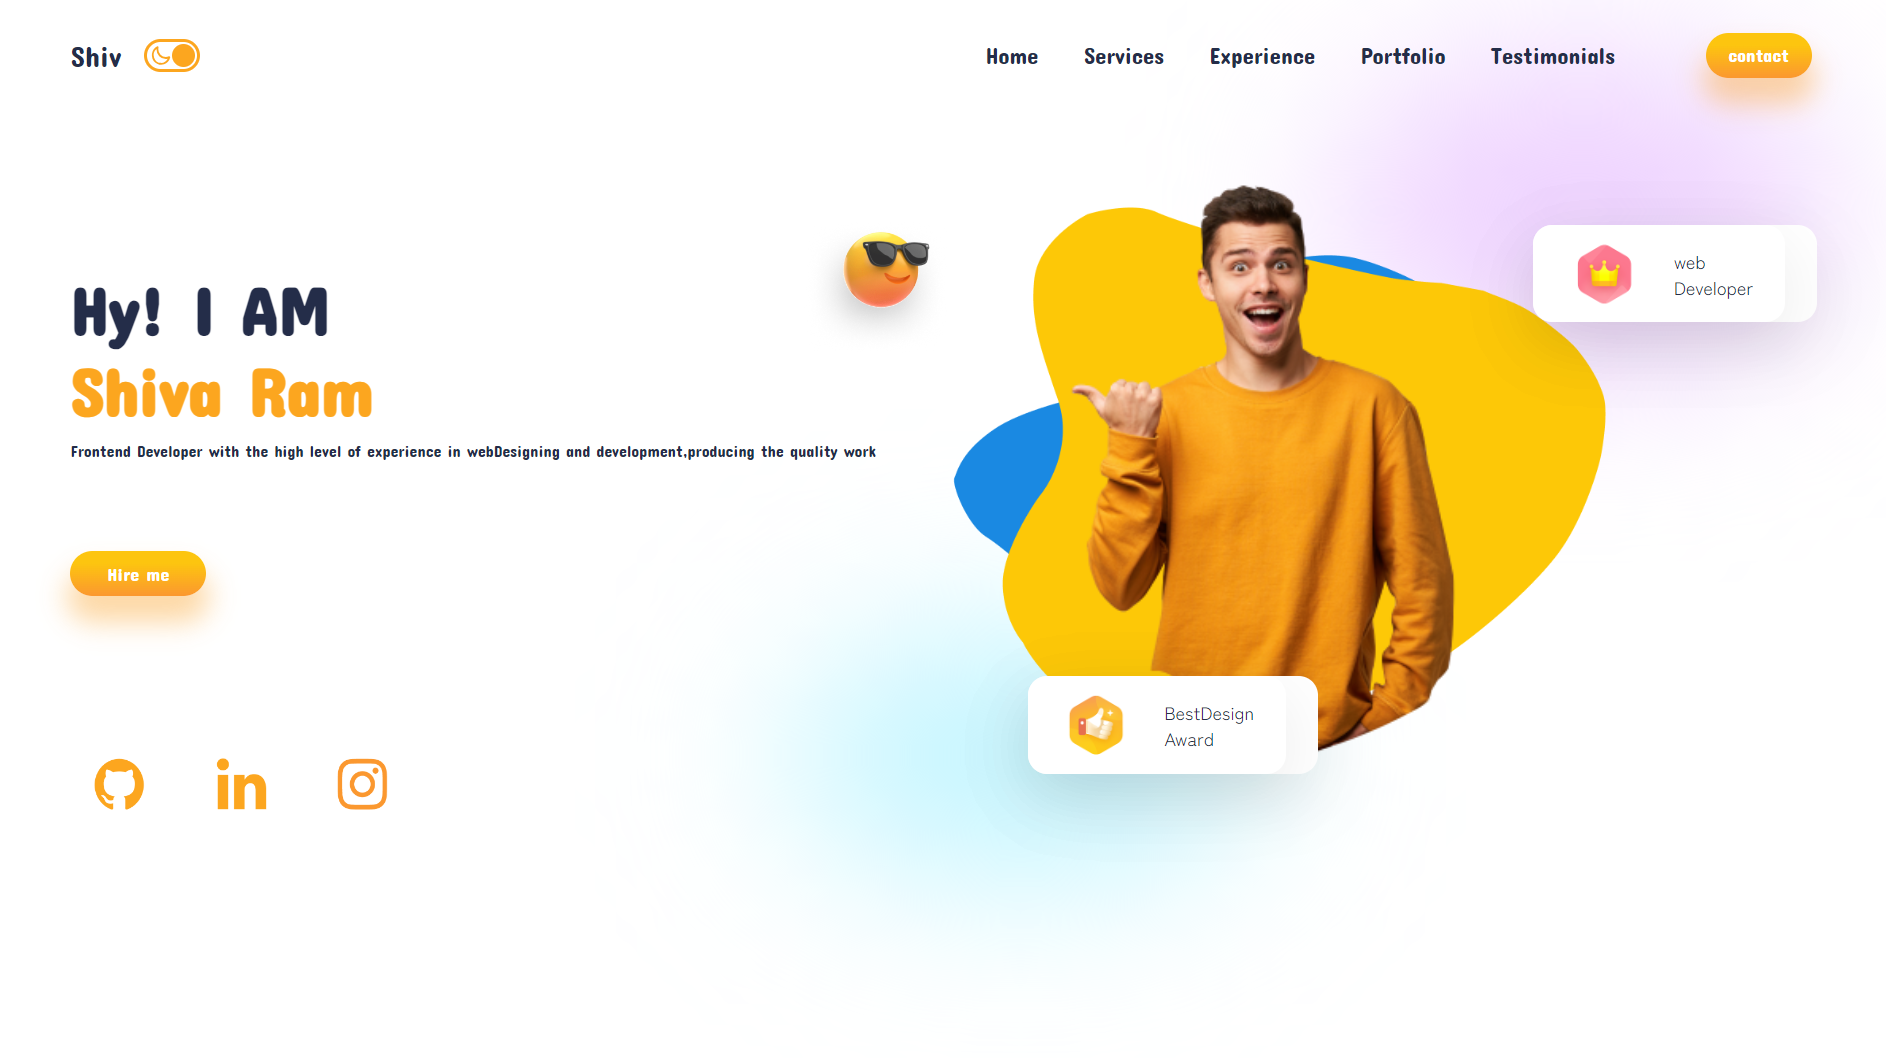 Shiv
Home
Services
Experience
Portfolio
Testimonials
contact
Hy! I AM
Shiva Ram
Frontend Developer with the high level of experience in webDesigning and development,producing the quality work
Hire me
in
web
Developer
BestDesign
Award